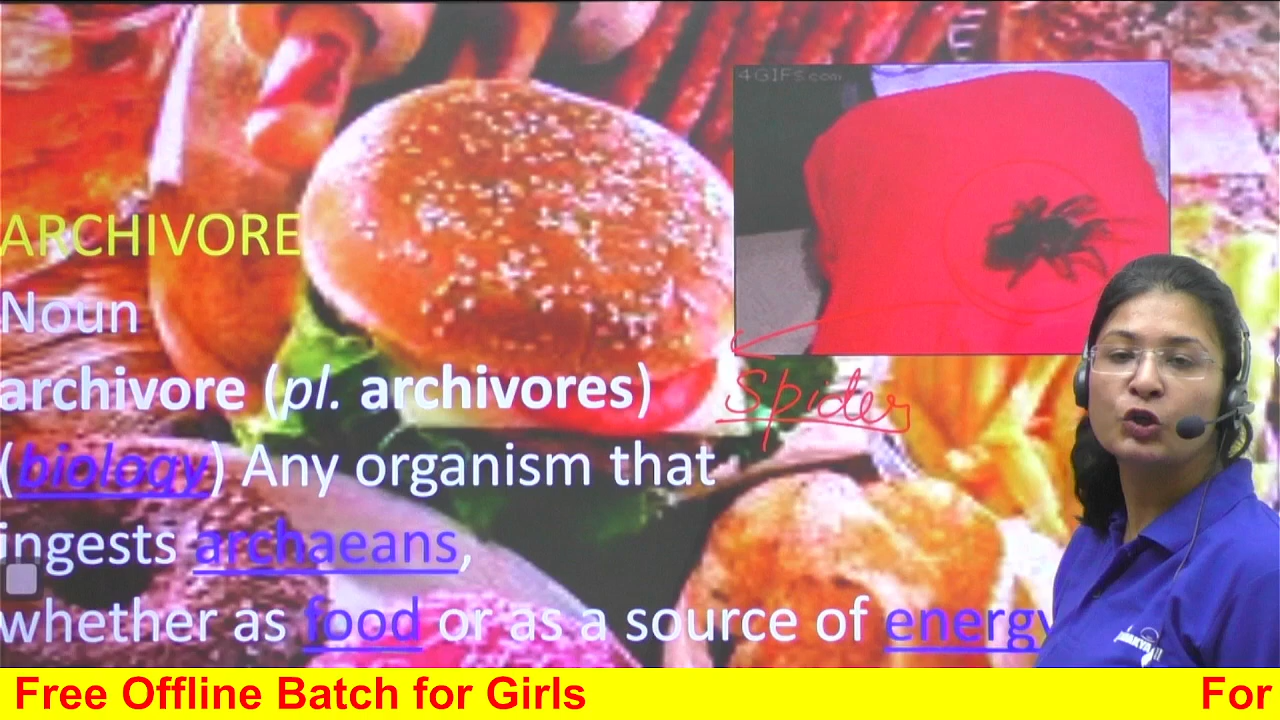 4GIFs.com
ARCHIVORE
Noun
archivore (pl. archivores)
Spider
(biology) Any organism that
ingests archaeans,
whether as food or as a source of energy
Free Offline Batch for Girls
For